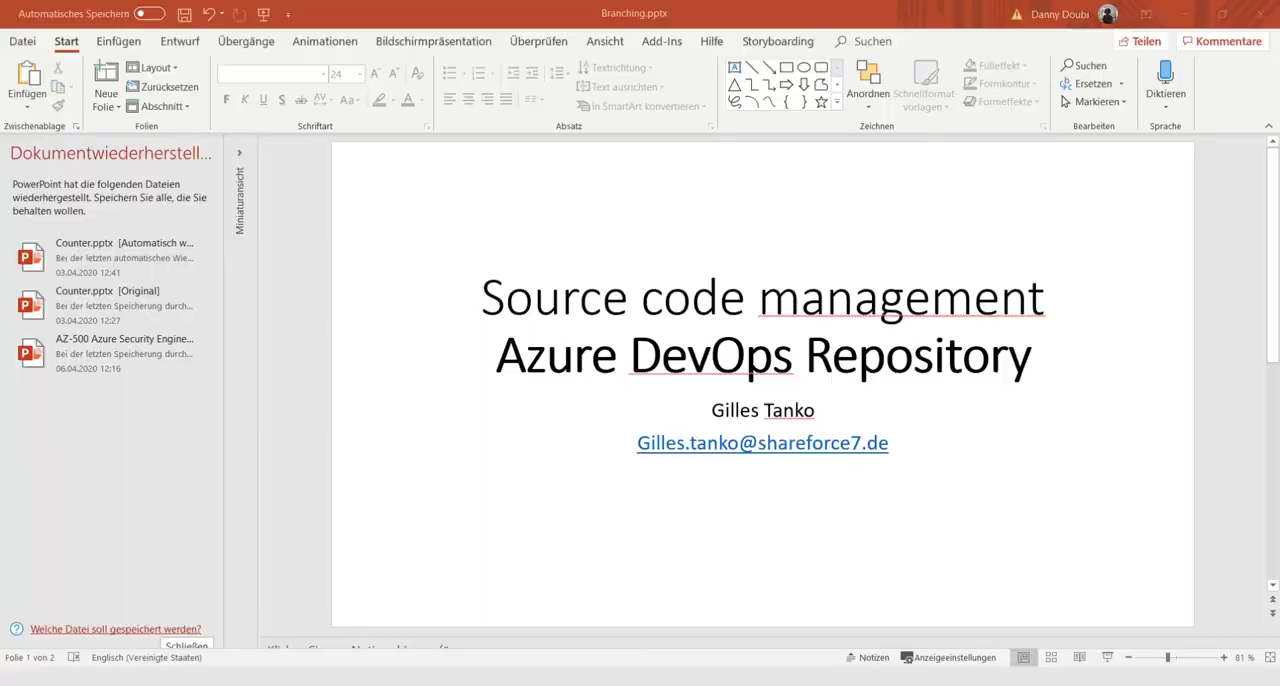 Automatisches Speichern
Branching.pptx
Danny Doubi
Datei Start Einfügen Entwurf Übergänge Animationen Bildschirmpräsentation Überprüfen Ansicht Add-Ins Hilfe Storyboarding Suchen Teilen Kommentare
Einfügen
Zwischenablage
Neue
Folie
Layout
Zurücksetzen
Abschnitt
Folien
24
F K U S ab AV Aa A
Schriftart
Textrichtung
Text ausrichten
In SmartArt konvertieren
Absatz
Anordnen
Schnellformat-
vorlagen
Fülleffekt
Formkontur
Formeffekte
Zeichnen
Suchen
Ersetzen
Markieren
Bearbeiten
Diktieren
Sprache
Dokumentwiederherstell...
PowerPoint hat die folgenden Dateien
wiederhergestellt. Speichern Sie alle, die Sie
behalten wollen.
Counter.pptx [Automatisch w...
Bei der letzten automatischen Wie...
03.04.2020 12:41
Counter.pptx [Original]
Bei der letzten Speicherung durch...
03.04.2020 12:27
AZ-500 Azure Security Engine...
Bei der letzten Speicherung durch...
06.04.2020 12:16
Welche Datei soll gespeichert werden?
Schließen
Miniaturansicht
Source code management
Azure DevOps Repository
Gilles Tanko
Gilles.tanko@shareforce7.de
Folie 1 von 2 Englisch (Vereinigte Staaten) Notizen Anzeigeeinstellungen 81 %